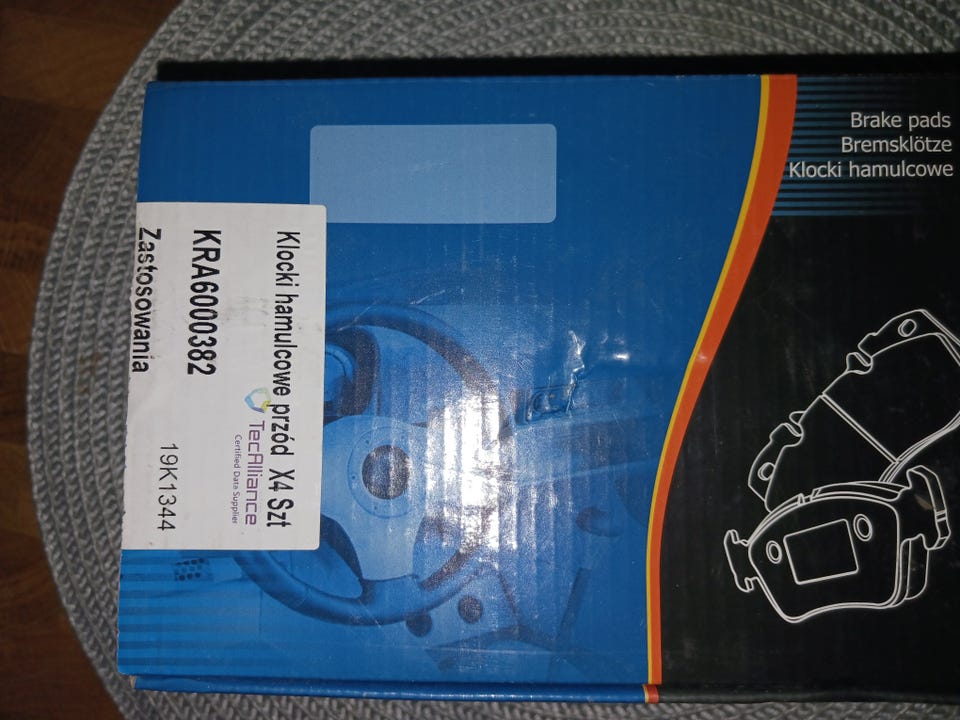 Brake pads
Bremsklötze
Klocki hamulcowe
Klocki hamulcowe przód X4 Szt
TecAlliance
Certified Data Supplier
KRA6000382
19K1344
Zastosowania